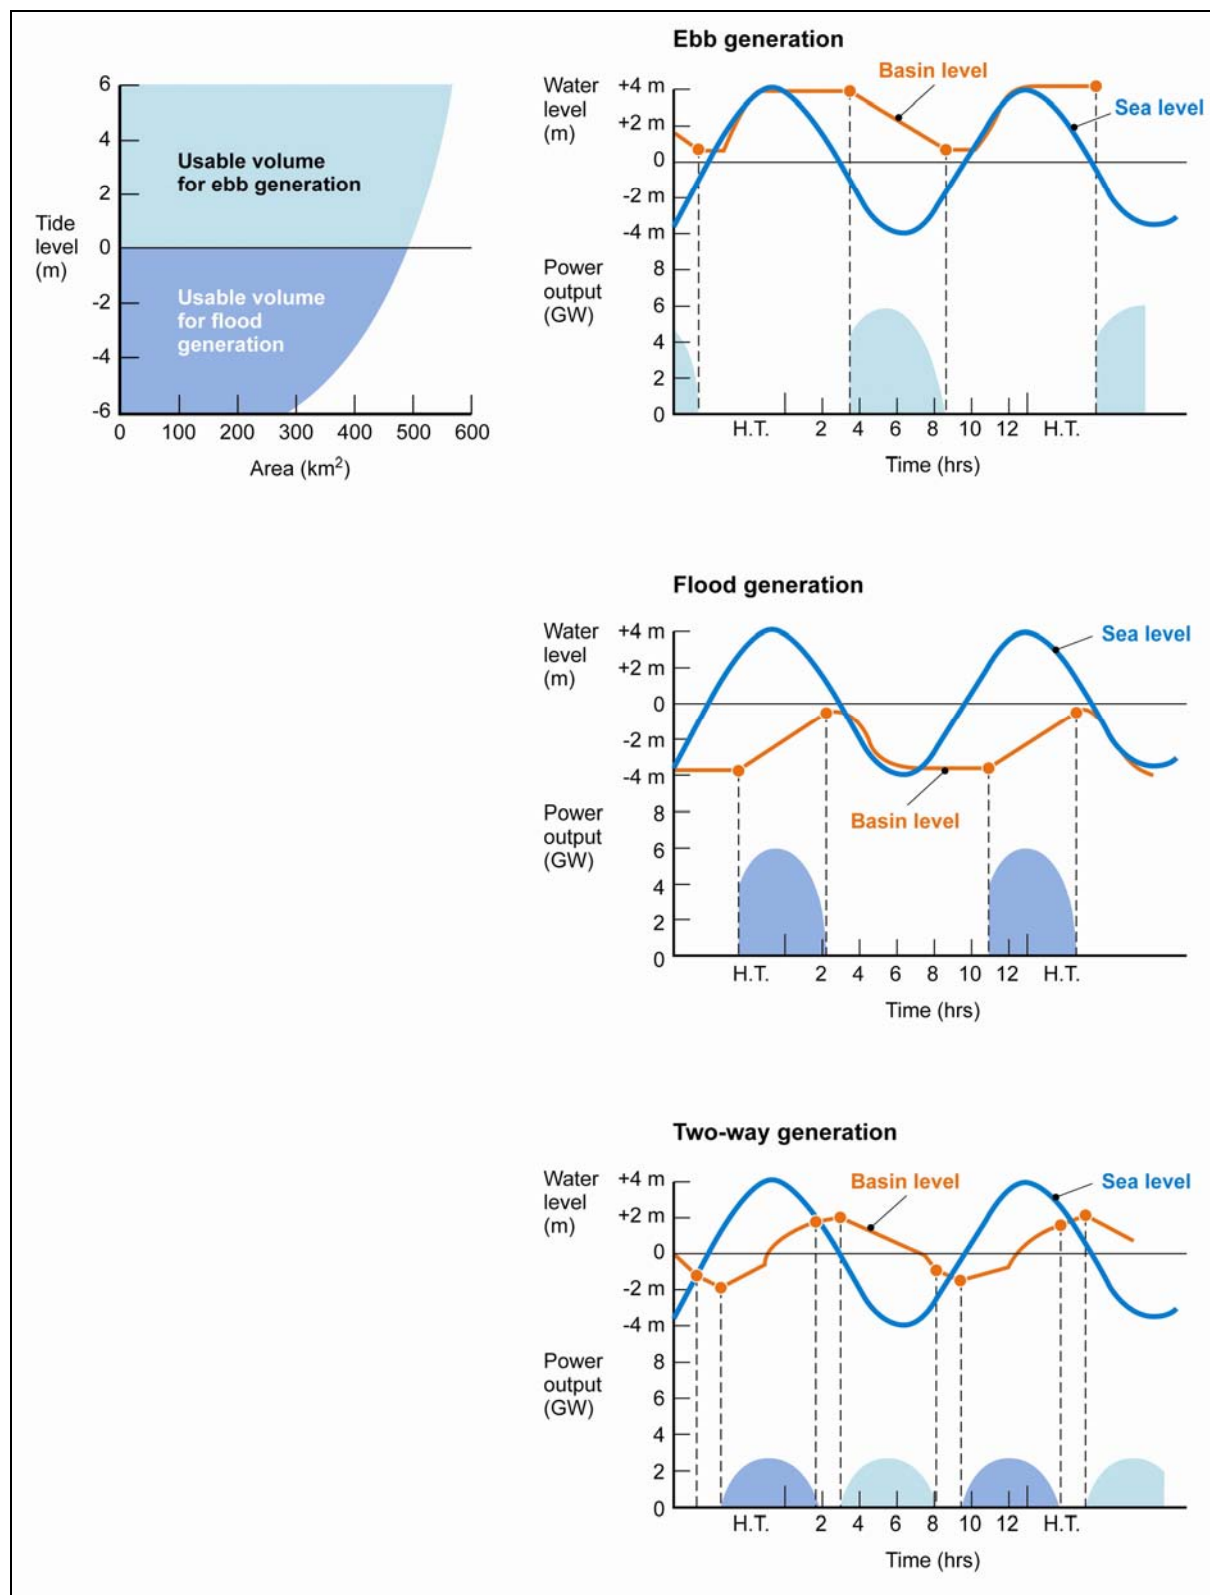 6
4
2
0
-2
-4
-6
Tide
level
(m)
Usable volume
for ebb generation
Usable volume
for flood
generation
0 100 200 300 400 500 600
Area (km²)
Ebb generation
Water
level
(m)
+4 m
+2 m
0
-2 m
-4 m
Basin level
Sea level
Power
output
(GW)
8
6
4
2
0
H.T. 2 4 6 8 10 12 H.T.
Time (hrs)
Flood generation
Water
level
(m)
+4 m
+2 m
0
-2 m
-4 m
Sea level
Basin level
Power
output
(GW)
8
6
4
2
0
H.T. 2 4 6 8 10 12 H.T.
Time (hrs)
Two-way generation
Water
level
(m)
+4 m
+2 m
0
-2 m
-4 m
Basin level
Sea level
Power
output
(GW)
8
6
4
2
0
H.T. 2 4 6 8 10 12 H.T.
Time (hrs)